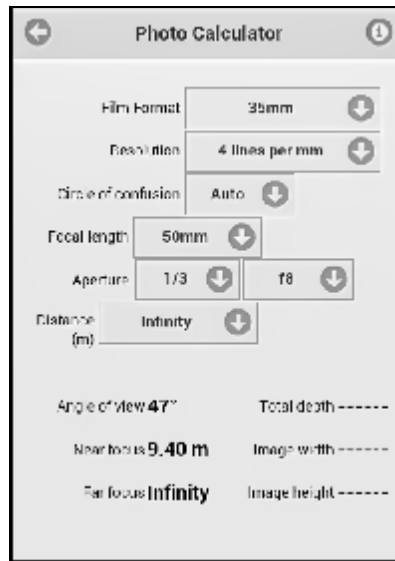 Photo Calculator
Film Format 35mm
Resolution 4 lines per mm
Circle of confusion Auto
Focal length 50mm
Aperture 1/3 f8
Distance (m) Infinity
Angle of view 47° Total depth ------
Near focus 9.40 m Image width ------
Far focus Infinity Image height ------